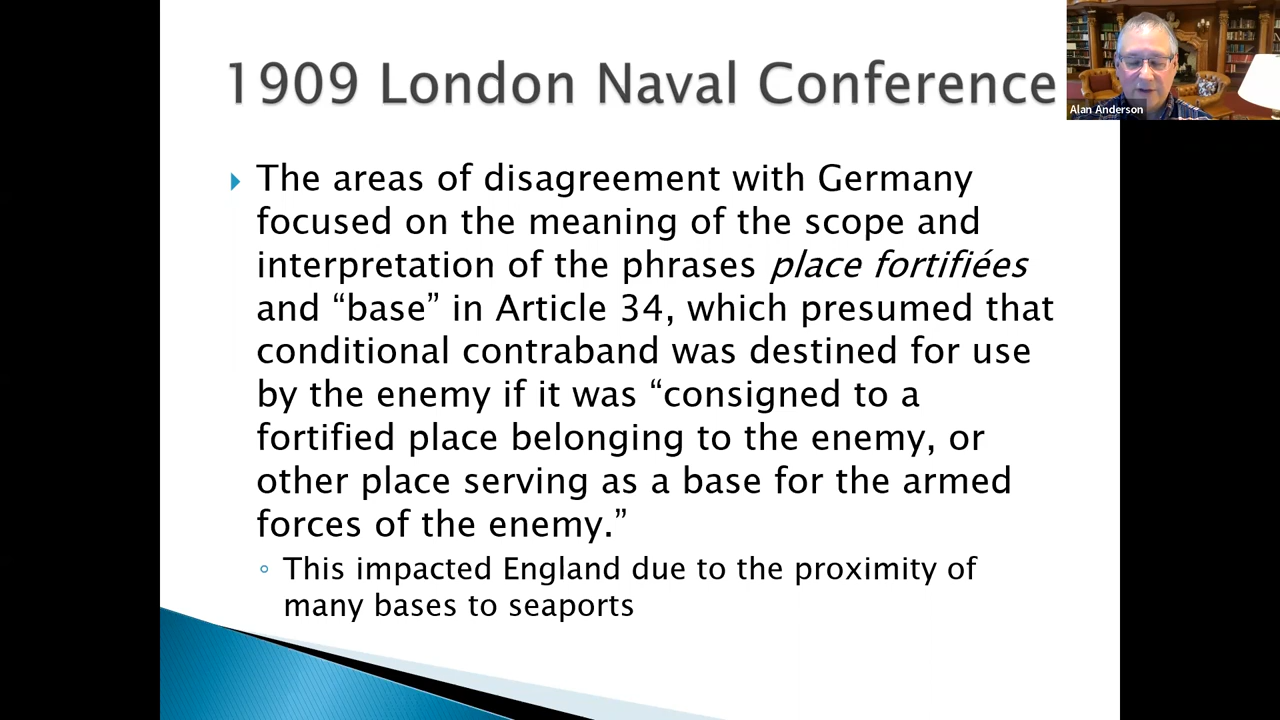 1909 London Naval Conference
Alan Anderson
The areas of disagreement with Germany
focused on the meaning of the scope and
interpretation of the phrases place fortifiées
and “base” in Article 34, which presumed that
conditional contraband was destined for use
by the enemy if it was “consigned to a
fortified place belonging to the enemy, or
other place serving as a base for the armed
forces of the enemy.”
This impacted England due to the proximity of
many bases to seaports